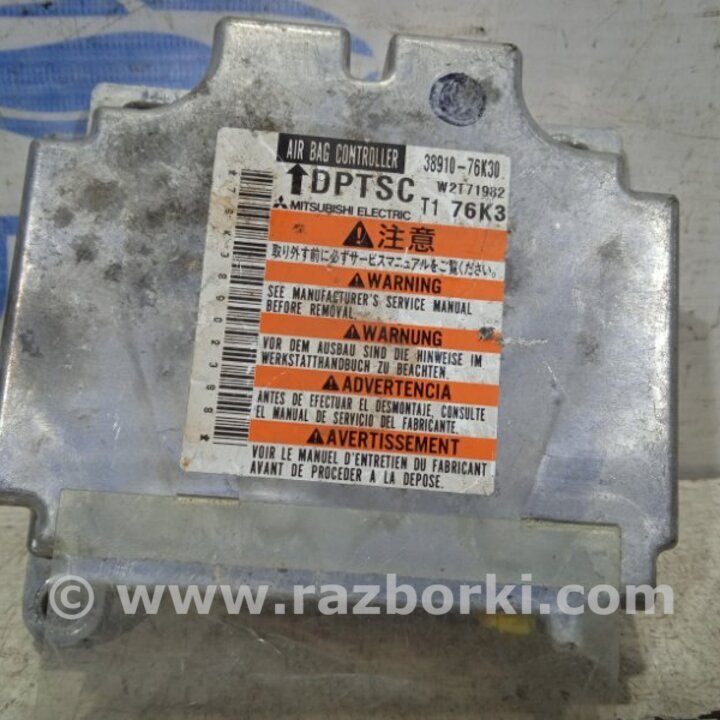 AIR BAG CONTROLLER 38910-76K30
↑DPTSC W2T71982
MITSUBISHI ELECTRIC T1 76K3
注意
取り外す前に必ずサービスマニュアルをご覧ください。
WARNING
SEE MANUFACTURER'S SERVICE MANUAL
BEFORE REMOVAL.
WARNUNG
VOR DEM AUSBAU SIND DIE HINWEISE IM
WERKSTATTHANDBUCH ZU BEACHTEN.
ADVERTENCIA
ANTES DE EFECTUAR EL DESMONTAJE, CONSULTE
EL MANUAL DE SERVICIO DEL FABRICANTE.
AVERTISSEMENT
VOIR LE MANUEL D'ENTRETIEN DU FABRICANT
AVANT DE PROCEDER A LA DEPOSE.
© www.razborki.com